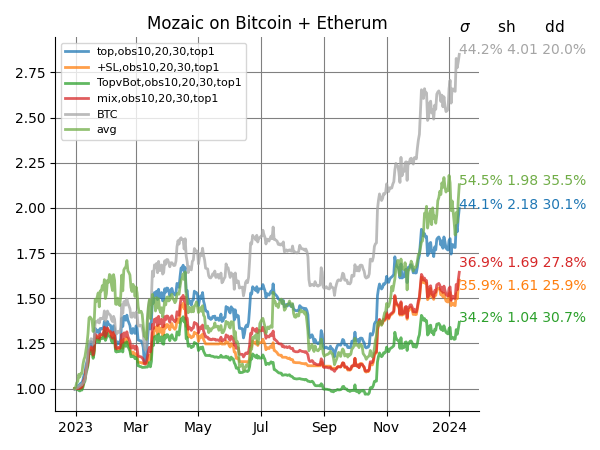 Mozaic on Bitcoin + Etherum
σ sh dd
top,obs10,20,30,top1
+SL,obs10,20,30,top1
TopvBot,obs10,20,30,top1
mix,obs10,20,30,top1
BTC
avg
44.2% 4.01 20.0%
54.5% 1.98 35.5%
44.1% 2.18 30.1%
36.9% 1.69 27.8%
35.9% 1.61 25.9%
34.2% 1.04 30.7%
2.75
2.50
2.25
2.00
1.75
1.50
1.25
1.00
2023 Mar May Jul Sep Nov 2024